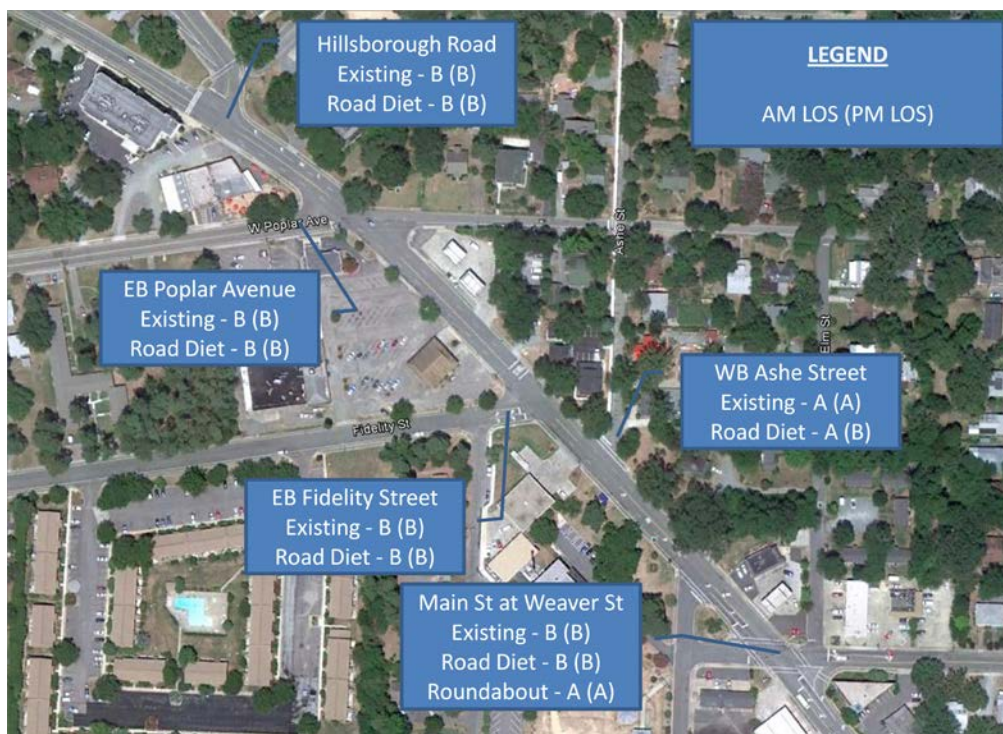 Hillsborough Road
Existing - B (B)
Road Diet - B (B)
LEGEND
AM LOS (PM LOS)
W Poplar Ave
Ashe St
EB Poplar Avenue
Existing - B (B)
Road Diet - B (B)
Elm St
WB Ashe Street
Existing - A (A)
Road Diet - A (B)
Fidelity St
EB Fidelity Street
Existing - B (B)
Road Diet - B (B)
Main St at Weaver St
Existing - B (B)
Road Diet - B (B)
Roundabout - A (A)